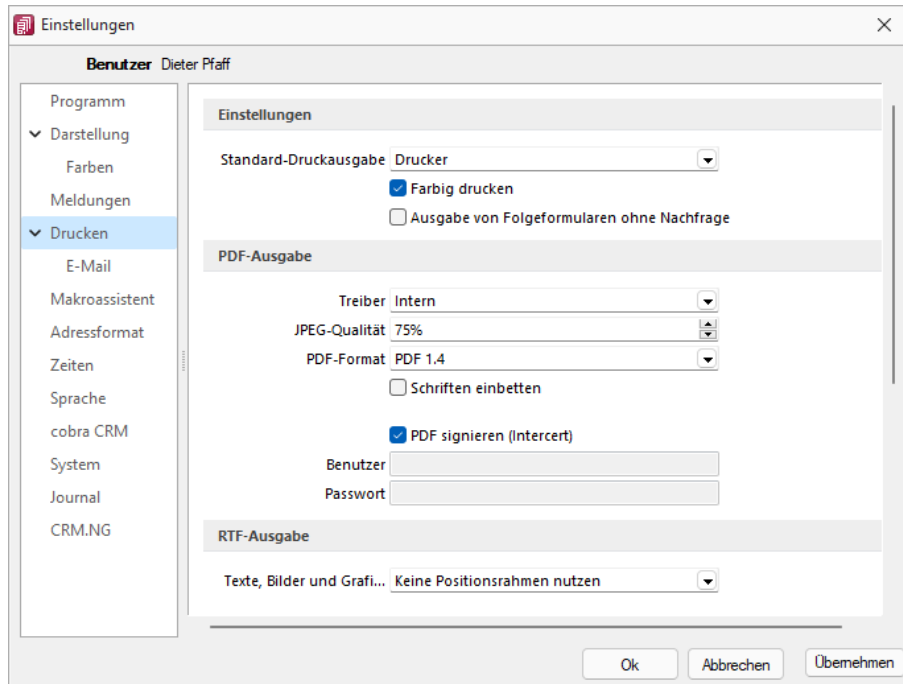 Einstellungen
Benutzer Dieter Pfaff
Programm
Darstellung
Farben
Meldungen
Drucken
E-Mail
Makroassistent
Adressformat
Zeiten
Sprache
cobra CRM
System
Journal
CRM.NG
Einstellungen
Standard-Druckausgabe Drucker
Farbig drucken
Ausgabe von Folgeformularen ohne Nachfrage
PDF-Ausgabe
Treiber Intern
JPEG-Qualität 75%
PDF-Format PDF 1.4
Schriften einbetten
PDF signieren (Intercert)
Benutzer
Passwort
RTF-Ausgabe
Texte, Bilder und Grafi... Keine Positionsrahmen nutzen
Ok Abbrechen Übernehmen